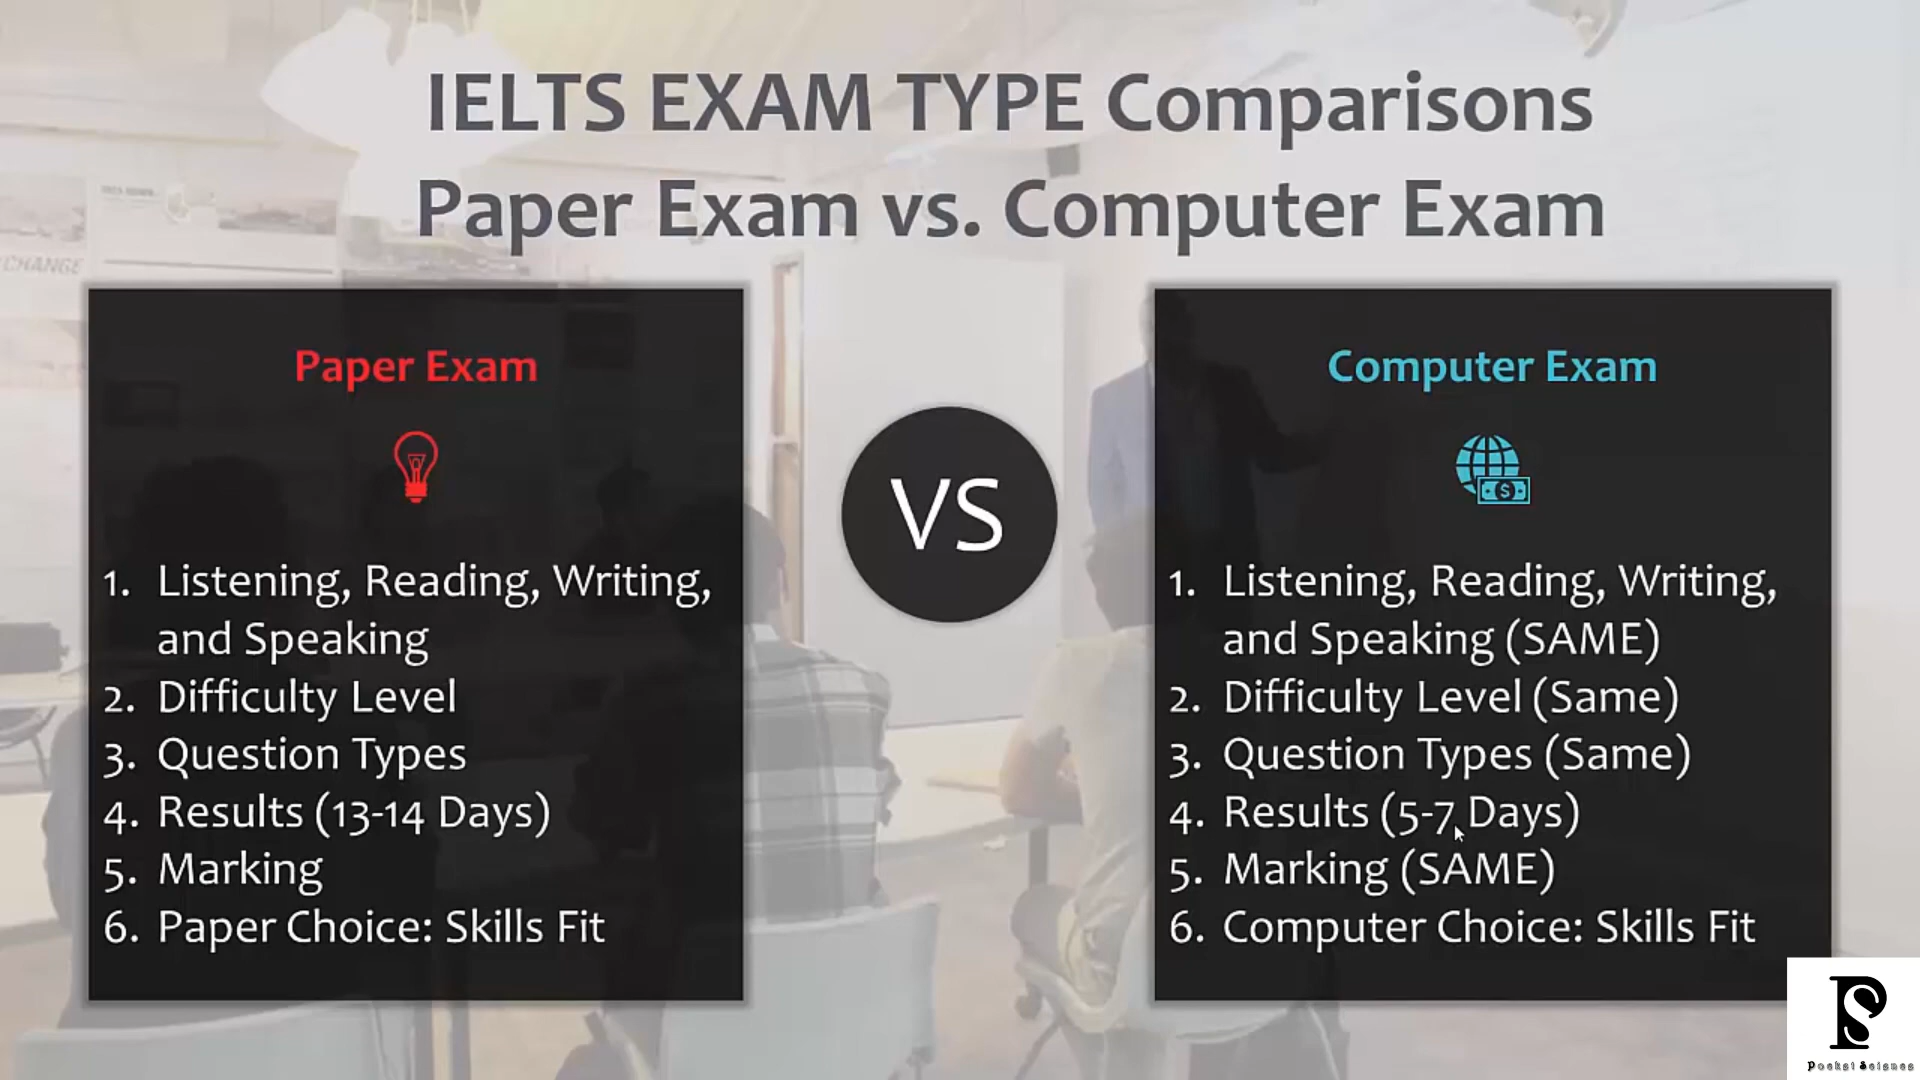 IELTS EXAM TYPE Comparisons
Paper Exam vs. Computer Exam
Paper Exam
1. Listening, Reading, Writing,
and Speaking
2. Difficulty Level
3. Question Types
4. Results (13-14 Days)
5. Marking
6. Paper Choice: Skills Fit
VS
Computer Exam
$
1. Listening, Reading, Writing,
and Speaking (SAME)
2. Difficulty Level (Same)
3. Question Types (Same)
4. Results (5-7 Days)
5. Marking (SAME)
6. Computer Choice: Skills Fit
CHANGE